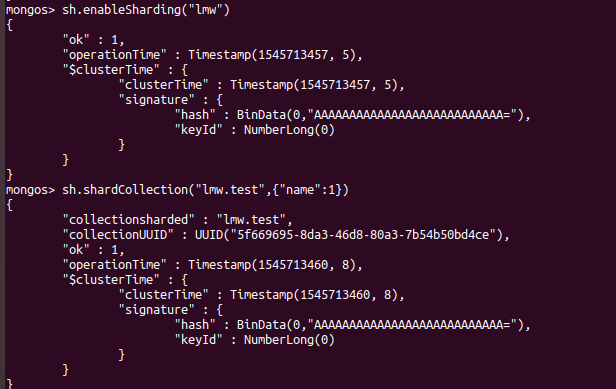 mongos> sh.enableSharding("lmw")
{
        "ok" : 1,
        "operationTime" : Timestamp(1545713457, 5),
        "$clusterTime" : {
                "clusterTime" : Timestamp(1545713457, 5),
                "signature" : {
                        "hash" : BinData(0,"AAAAAAAAAAAAAAAAAAAAAAAAAAA="),
                        "keyId" : NumberLong(0)
                }
        }
}
mongos> sh.shardCollection("lmw.test",{"name":1})
{
        "collectionsharded" : "lmw.test",
        "collectionUUID" : UUID("5f669695-8da3-46d8-80a3-7b54b50bd4ce"),
        "ok" : 1,
        "operationTime" : Timestamp(1545713460, 8),
        "$clusterTime" : {
                "clusterTime" : Timestamp(1545713460, 8),
                "signature" : {
                        "hash" : BinData(0,"AAAAAAAAAAAAAAAAAAAAAAAAAAA="),
                        "keyId" : NumberLong(0)
                }
        }
}